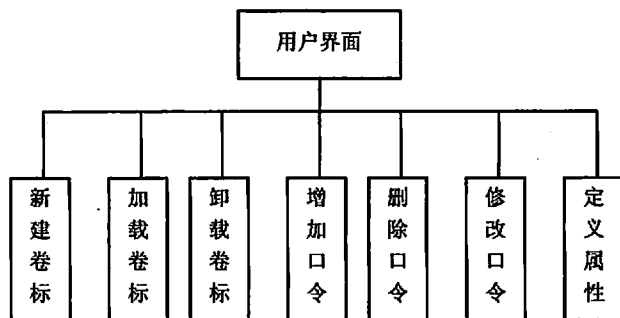 用户界面
新建卷标
加载卷标
卸载卷标
增加口令
删除口令
修改口令
定义属性